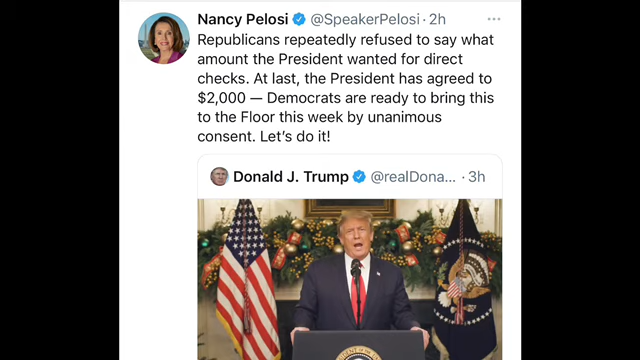 Nancy Pelosi @SpeakerPelosi · 2h
Republicans repeatedly refused to say what
amount the President wanted for direct
checks. At last, the President has agreed to
$2,000 — Democrats are ready to bring this
to the Floor this week by unanimous
consent. Let's do it!
Donald J. Trump @realDona... · 3h